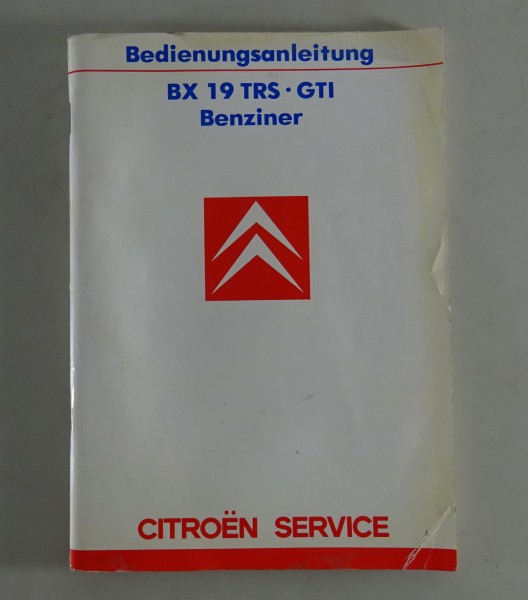 Bedienungsanleitung
BX 19 TRS · GTI
Benziner
CITROËN SERVICE